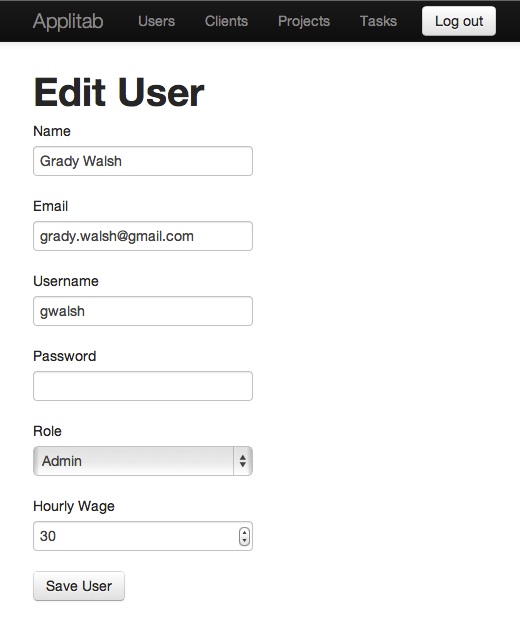 Applitab Users Clients Projects Tasks Log out
Edit User
Name
Grady Walsh
Email
grady.walsh@gmail.com
Username
gwalsh
Password
Role
Admin
Hourly Wage
30
Save User